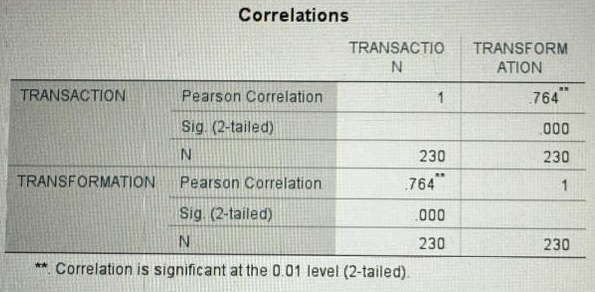 Correlations
TRANSACTIO TRANSFORM
N ATION
TRANSACTION Pearson Correlation 1 .764**
Sig. (2-tailed) .000
N 230 230
TRANSFORMATION Pearson Correlation .764** 1
Sig. (2-tailed) .000
N 230 230
**. Correlation is significant at the 0.01 level (2-tailed).